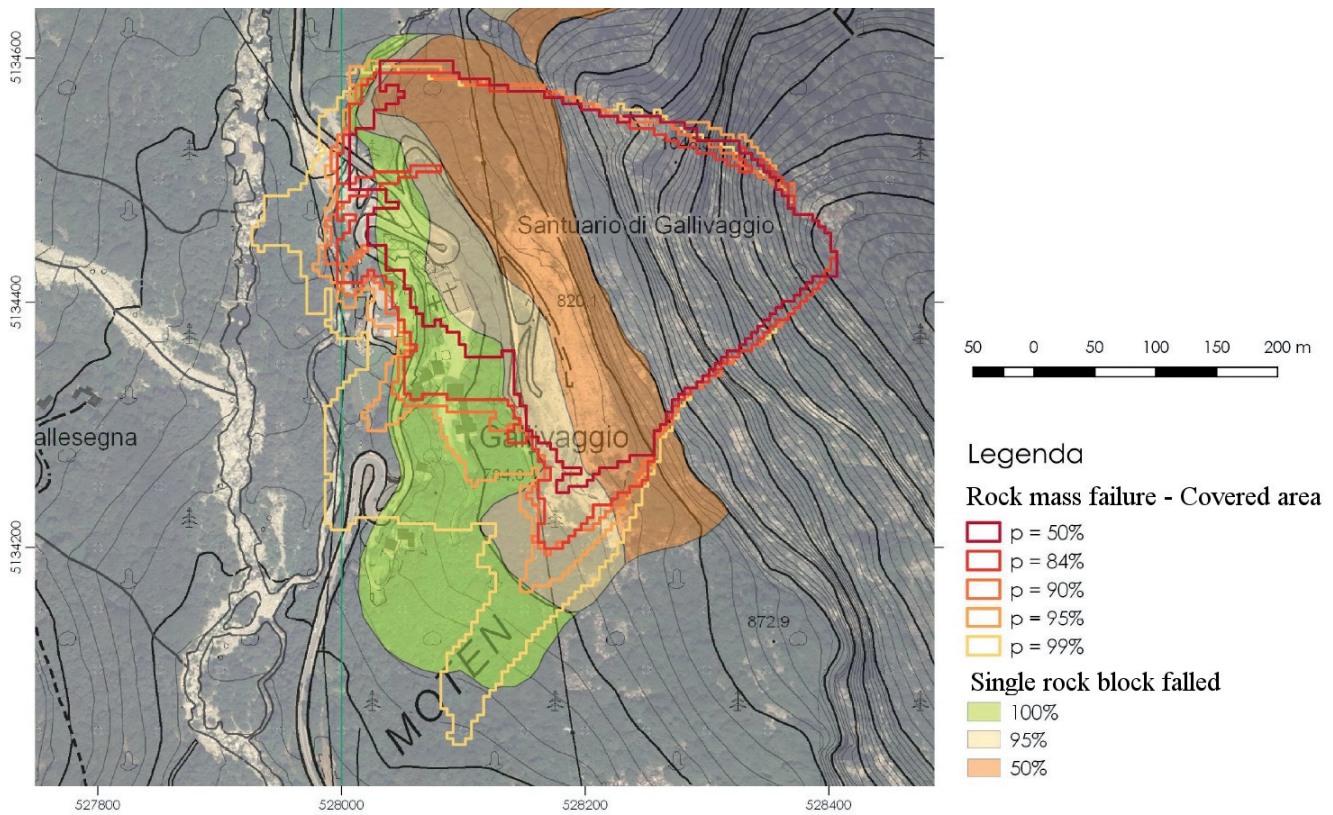 5134600
5134400
5134200
Santuario di Gallivaggio
820.1
Gallivaggio
allesegna
872.9
MOTEN
527800
528000
528200
528400
50 0 50 100 150 200 m
Legenda
Rock mass failure - Covered area
p = 50%
p = 84%
p = 90%
p = 95%
p = 99%
Single rock block falled
100%
95%
50%